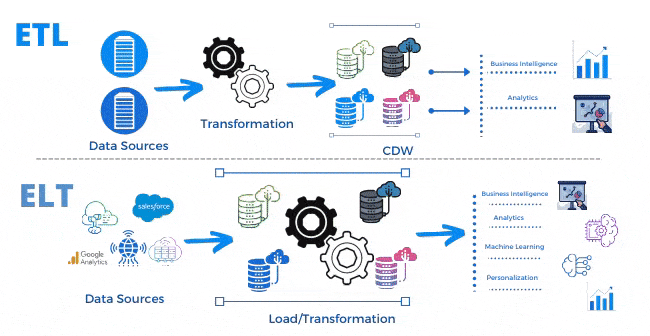 ETL
Data Sources
Transformation
CDW
Business Intelligence
Analytics
ELT
salesforce
Google
Analytics
Data Sources
Load/Transformation
Business Intelligence
Analytics
Machine Learning
Personalization